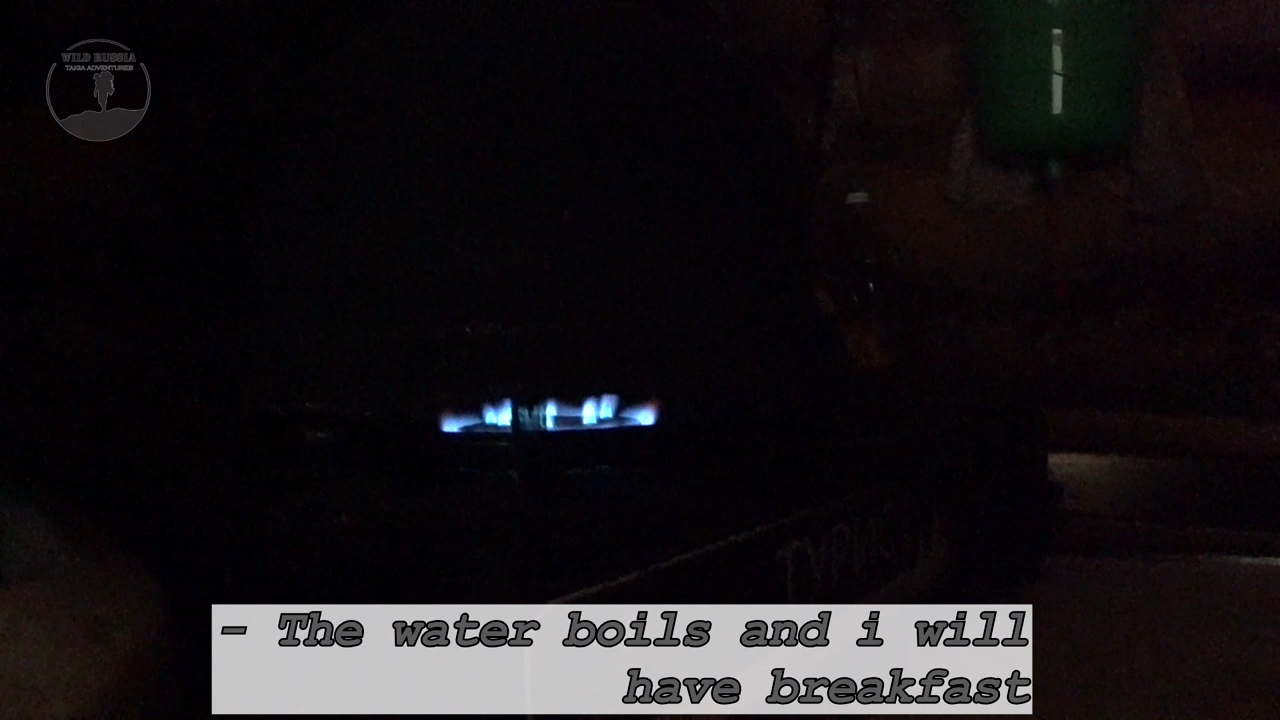 WILD RUSSIA
TAIGA ADVENTURES
- The water boils and i will
have breakfast